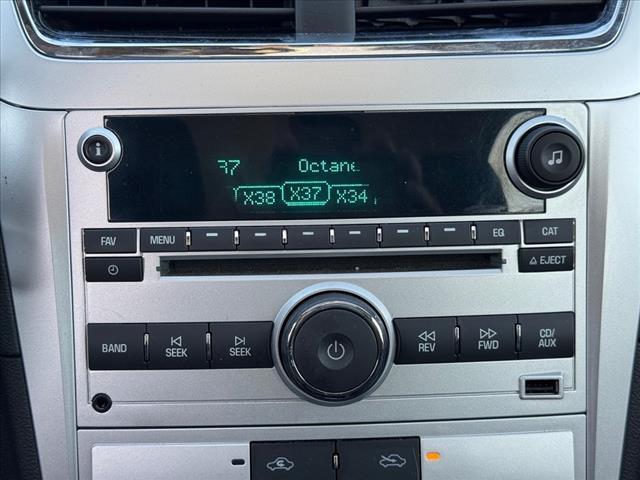 37 Octane
X38 X37 X34
FAV MENU EQ CAT
EJECT
BAND SEEK SEEK REV FWD CD/
AUX